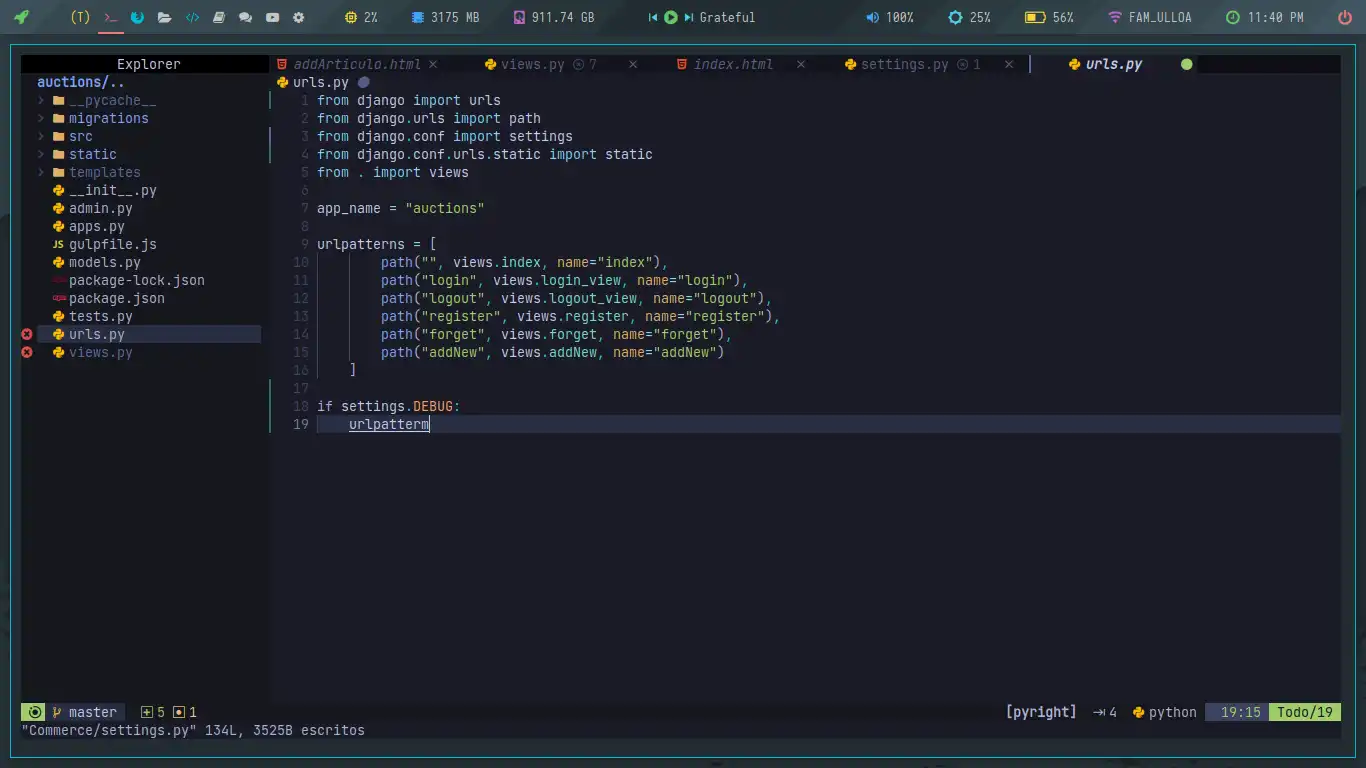 (T) >_ </> 2% 3175 MB 911.74 GB Grateful 100% 25% 56% FAM_ULLOA 11:40 PM
Explorer
addArticulo.html × views.py 7 × index.html × settings.py 1 × urls.py
auctions/..
urls.py
__pycache__
migrations
src
static
templates
__init__.py
admin.py
apps.py
JS gulpfile.js
models.py
package-lock.json
package.json
tests.py
urls.py
views.py
1 from django import urls
2 from django.urls import path
3 from django.conf import settings
4 from django.conf.urls.static import static
5 from . import views
6
7 app_name = "auctions"
8
9 urlpatterns = [
10 path("", views.index, name="index"),
11 path("login", views.login_view, name="login"),
12 path("logout", views.logout_view, name="logout"),
13 path("register", views.register, name="register"),
14 path("forget", views.forget, name="forget"),
15 path("addNew", views.addNew, name="addNew")
16 ]
17
18 if settings.DEBUG:
19 urlpatterm
master 5 1 [pyright] 4 python 19:15 Todo/19
"Commerce/settings.py" 134L, 3525B escritos